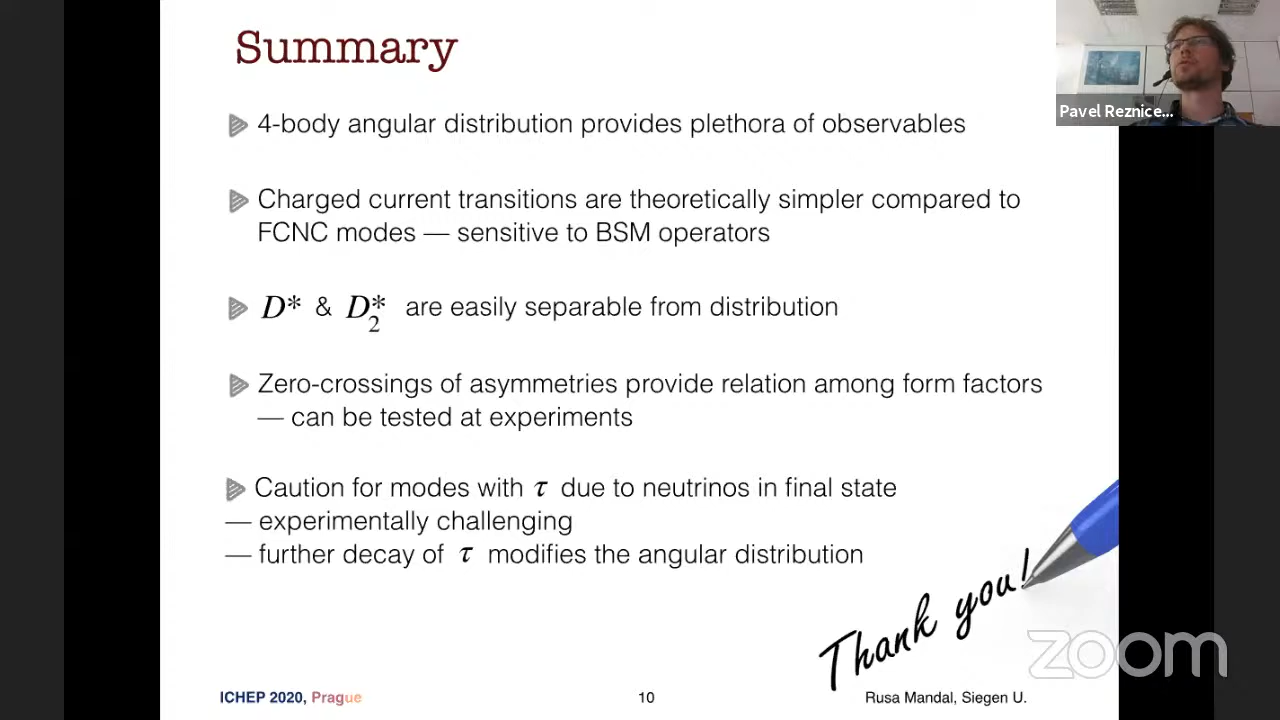 Summary
Pavel Reznice...
4-body angular distribution provides plethora of observables
Charged current transitions are theoretically simpler compared to
FCNC modes — sensitive to BSM operators
D* & D₂* are easily separable from distribution
Zero-crossings of asymmetries provide relation among form factors
— can be tested at experiments
Caution for modes with τ due to neutrinos in final state
— experimentally challenging
— further decay of τ modifies the angular distribution
Thank you!
zoom
ICHEP 2020, Prague
10
Rusa Mandal, Siegen U.